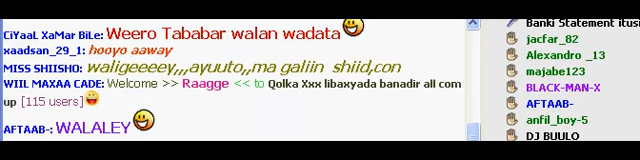 CiYaaL XaMar BiLe: Weero Tababar walan wadata
xaadsan_29_1: hooyo aaway
MISS SHIISHO: waligeeeey,,,ayuuto,,ma galiin shiid,con
WIIL MAXAA CADE: Welcome >> Raagge << to Qolka Xxx libaxyada banadir all com
up [115 users]
AFTAAB-: WALALEY
Banki Statement itusi
jacfar_82
Alexandro _13
majabe123
BLACK-MAN-X
AFTAAB-
anfil_boy-5
DJ BUULO